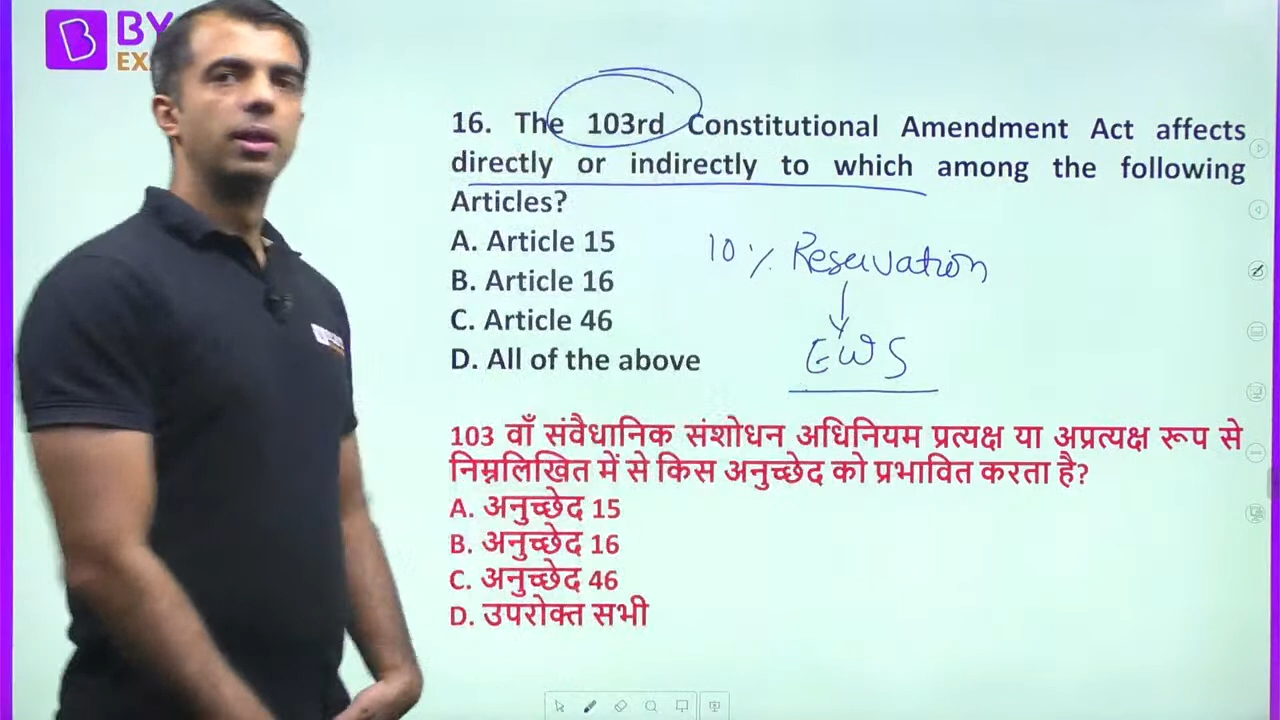 BY
EX
16. The 103rd Constitutional Amendment Act affects
directly or indirectly to which among the following
Articles?
A. Article 15
B. Article 16
C. Article 46
D. All of the above
10% Reservation
EWS
103 वाँ संवैधानिक संशोधन अधिनियम प्रत्यक्ष या अप्रत्यक्ष रूप से
निम्नलिखित में से किस अनुच्छेद को प्रभावित करता है?
A. अनुच्छेद 15
B. अनुच्छेद 16
C. अनुच्छेद 46
D. उपरोक्त सभी